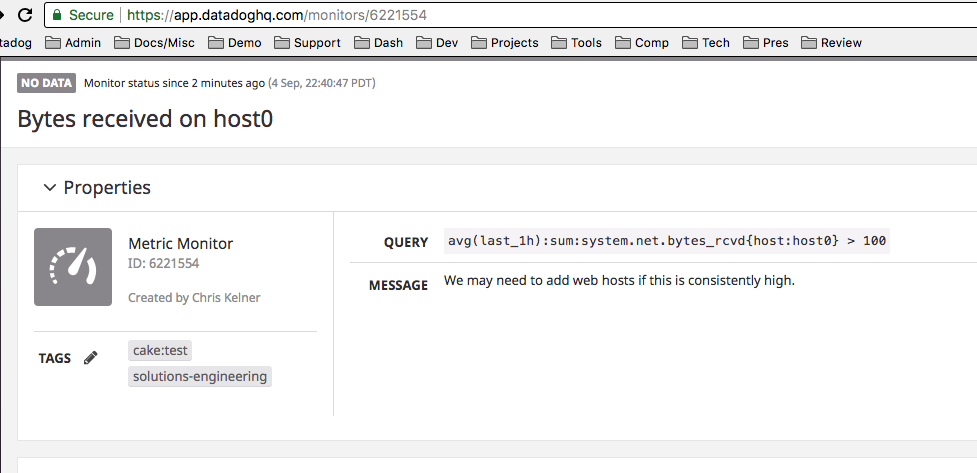 Secure https://app.datadoghq.com/monitors/6221554
tadog Admin Docs/Misc Demo Support Dash Dev Projects Tools Comp Tech Pres Review
NO DATA Monitor status since 2 minutes ago (4 Sep, 22:40:47 PDT)
Bytes received on host0
Properties
Metric Monitor
ID: 6221554
Created by Chris Kelner
TAGS
cake:test
solutions-engineering
QUERY avg(last_1h):sum:system.net.bytes_rcvd{host:host0} > 100
MESSAGE We may need to add web hosts if this is consistently high.